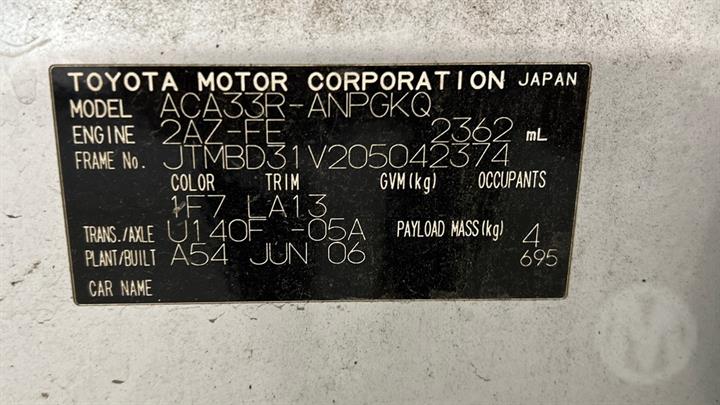 TOYOTA MOTOR CORPORATION JAPAN
MODEL ACA33R-ANPGKQ
ENGINE 2AZ-FE 2362 mL
FRAME No. JTMBD31V205042374
COLOR TRIM GVM(kg) OCCUPANTS
1F7 LA13
TRANS./AXLE U140F -05A PAYLOAD MASS(kg) 4
PLANT/BUILT A54 JUN 06 695
CAR NAME